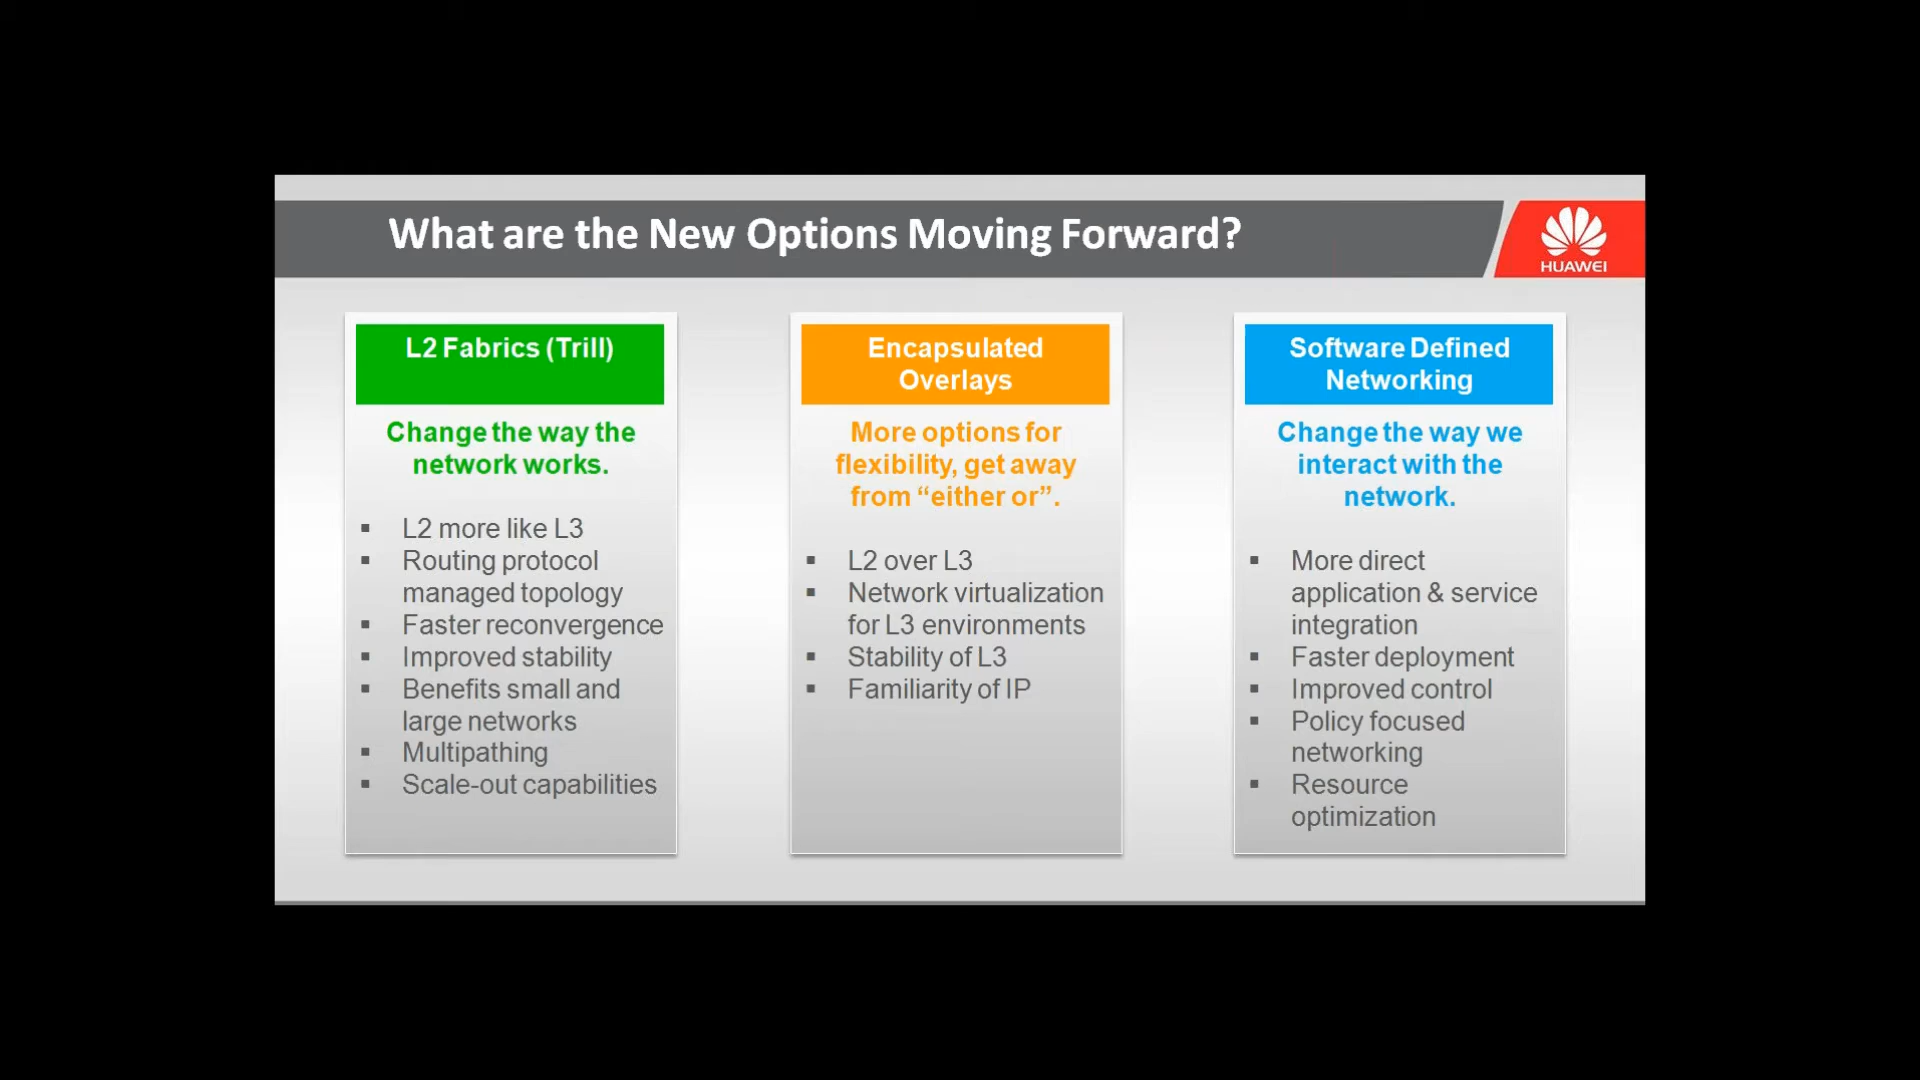 What are the New Options Moving Forward?
HUAWEI
L2 Fabrics (Trill)
Change the way the
network works.
▪ L2 more like L3
▪ Routing protocol
managed topology
▪ Faster reconvergence
▪ Improved stability
▪ Benefits small and
large networks
▪ Multipathing
▪ Scale-out capabilities
Encapsulated
Overlays
More options for
flexibility, get away
from “either or”.
▪ L2 over L3
▪ Network virtualization
for L3 environments
▪ Stability of L3
▪ Familiarity of IP
Software Defined
Networking
Change the way we
interact with the
network.
▪ More direct
application & service
integration
▪ Faster deployment
▪ Improved control
▪ Policy focused
networking
▪ Resource
optimization